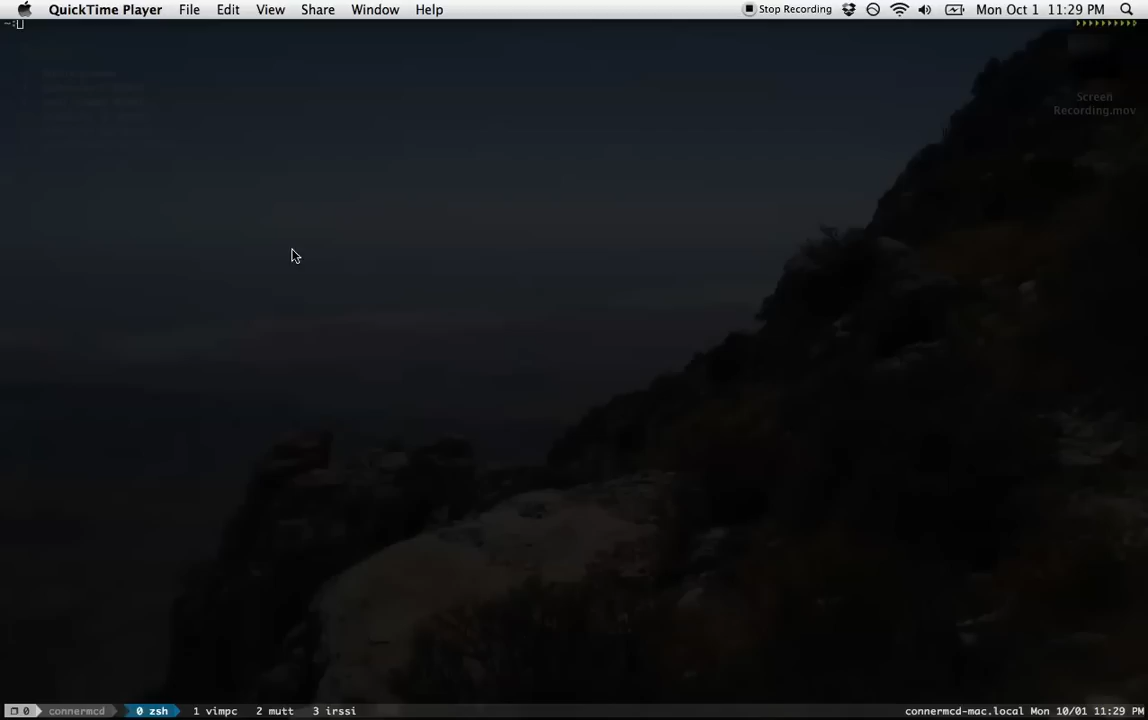 QuickTime Player File Edit View Share Window Help Stop Recording Mon Oct 1 11:29 PM
~:
Screen
Recording.mov
0 connermcd 0 zsh 1 vimpc 2 mutt 3 irssi connermcd-mac.local Mon 10/01 11:29 PM